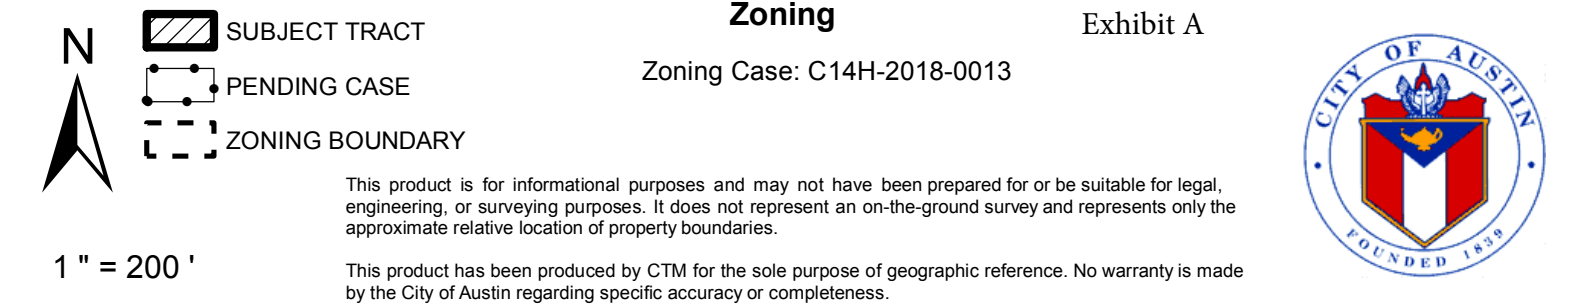 Zoning
Exhibit A
Zoning Case: C14H-2018-0013
N
SUBJECT TRACT
PENDING CASE
ZONING BOUNDARY
1 " = 200 '
This product is for informational purposes and may not have been prepared for or be suitable for legal,
engineering, or surveying purposes. It does not represent an on-the-ground survey and represents only the
approximate relative location of property boundaries.
This product has been produced by CTM for the sole purpose of geographic reference. No warranty is made
by the City of Austin regarding specific accuracy or completeness.
CITY OF AUSTIN
FOUNDED 1839